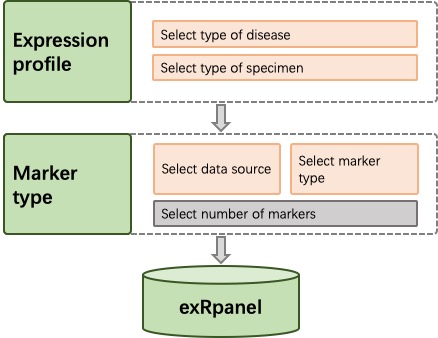 Expression
profile
Select type of disease
Select type of specimen
Marker
type
Select data source
Select marker
type
Select number of markers
exRpanel